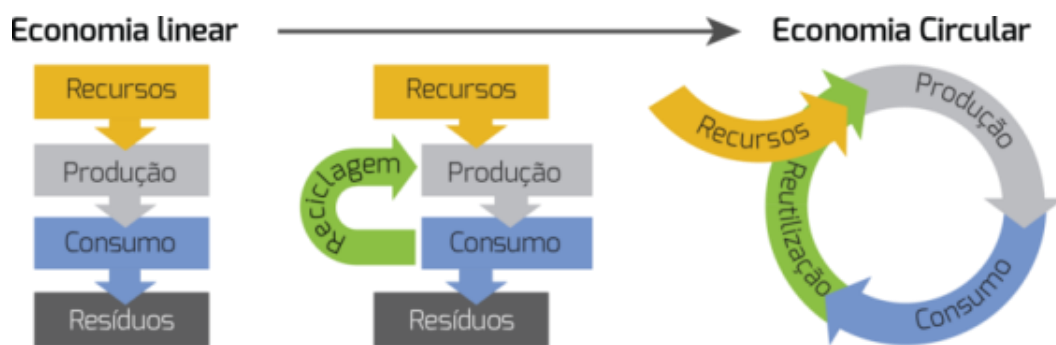 Economia linear
Economia Circular
Recursos
Produção
Consumo
Resíduos
Recursos
Reciclagem
Produção
Consumo
Resíduos
Recursos
Produção
Consumo
Reutilização